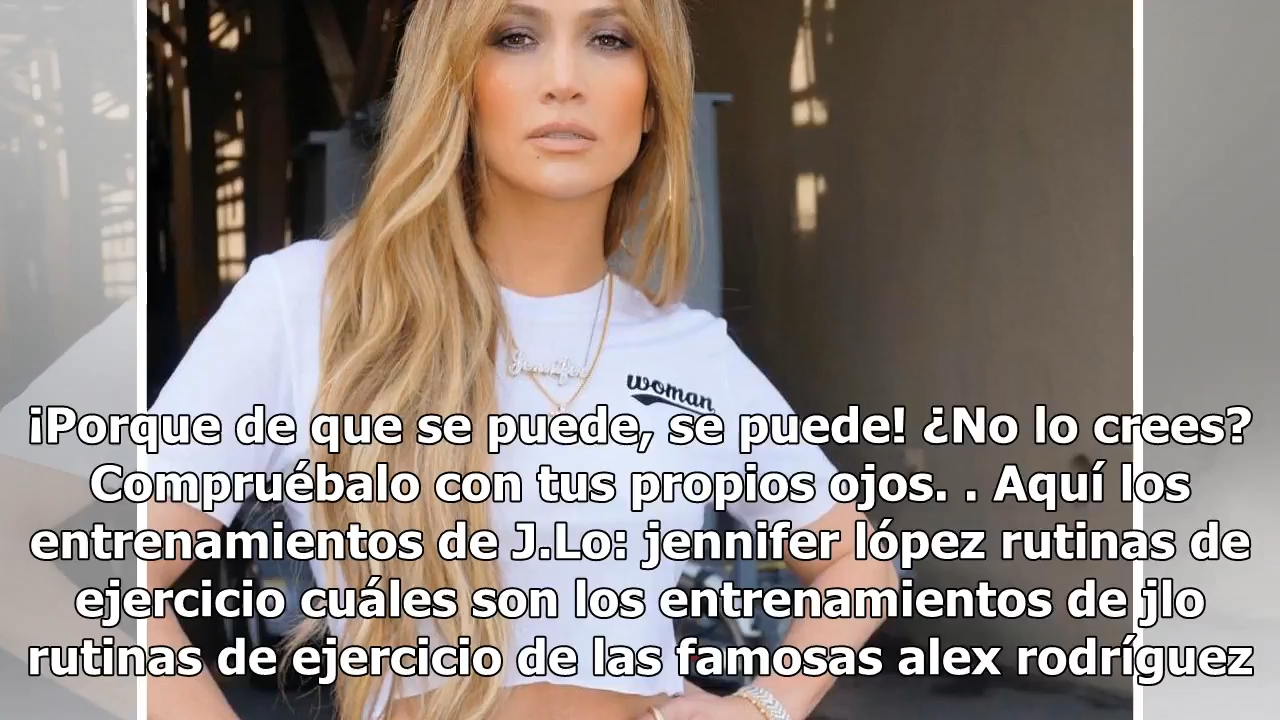 Jennifer
woman
¡Porque de que se puede, se puede! ¿No lo crees?
Compruébalo con tus propios ojos. . Aquí los
entrenamientos de J.Lo: jennifer lópez rutinas de
ejercicio cuáles son los entrenamientos de jlo
rutinas de ejercicio de las famosas alex rodríguez